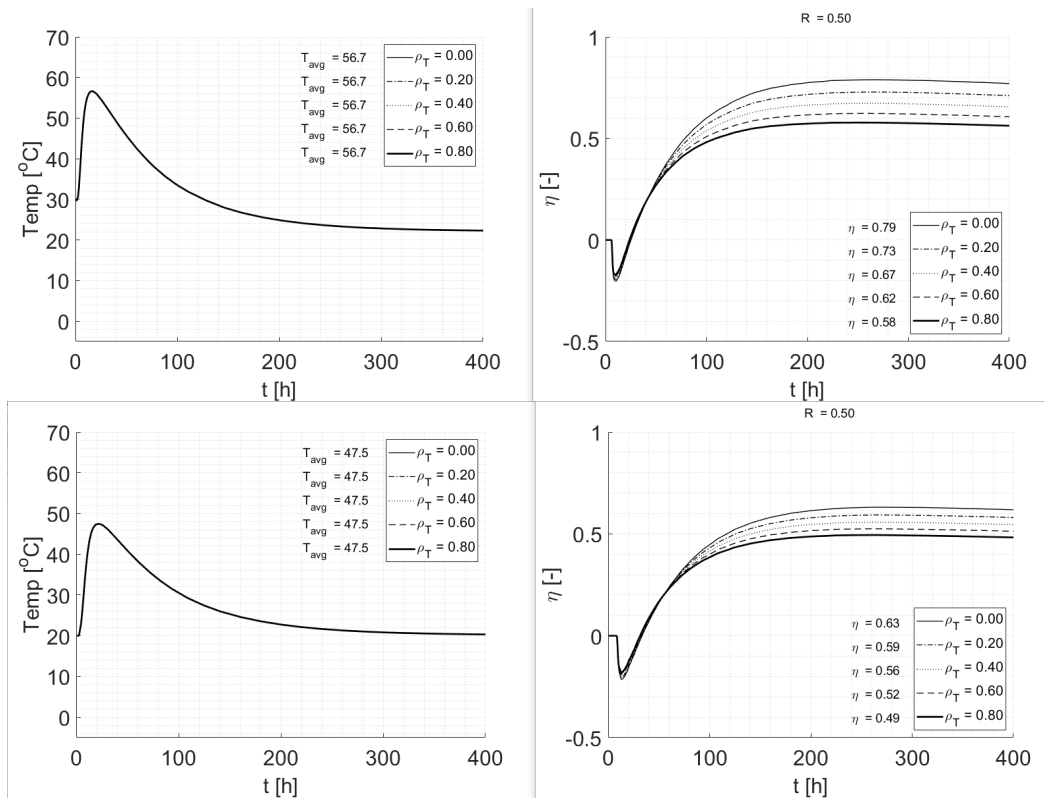 R = 0.50
70
60
50
40
30
20
10
0
Temp [°C]
T_avg = 56.7
T_avg = 56.7
T_avg = 56.7
T_avg = 56.7
T_avg = 56.7
ρ_T = 0.00
ρ_T = 0.20
ρ_T = 0.40
ρ_T = 0.60
ρ_T = 0.80
0 100 200 300 400
t [h]
1
0.5
0
-0.5
η [-]
η = 0.79
η = 0.73
η = 0.67
η = 0.62
η = 0.58
ρ_T = 0.00
ρ_T = 0.20
ρ_T = 0.40
ρ_T = 0.60
ρ_T = 0.80
0 100 200 300 400
t [h]
R = 0.50
70
60
50
40
30
20
10
0
Temp [°C]
T_avg = 47.5
T_avg = 47.5
T_avg = 47.5
T_avg = 47.5
T_avg = 47.5
ρ_T = 0.00
ρ_T = 0.20
ρ_T = 0.40
ρ_T = 0.60
ρ_T = 0.80
0 100 200 300 400
t [h]
1
0.5
0
-0.5
η [-]
η = 0.63
η = 0.59
η = 0.56
η = 0.52
η = 0.49
ρ_T = 0.00
ρ_T = 0.20
ρ_T = 0.40
ρ_T = 0.60
ρ_T = 0.80
0 100 200 300 400
t [h]